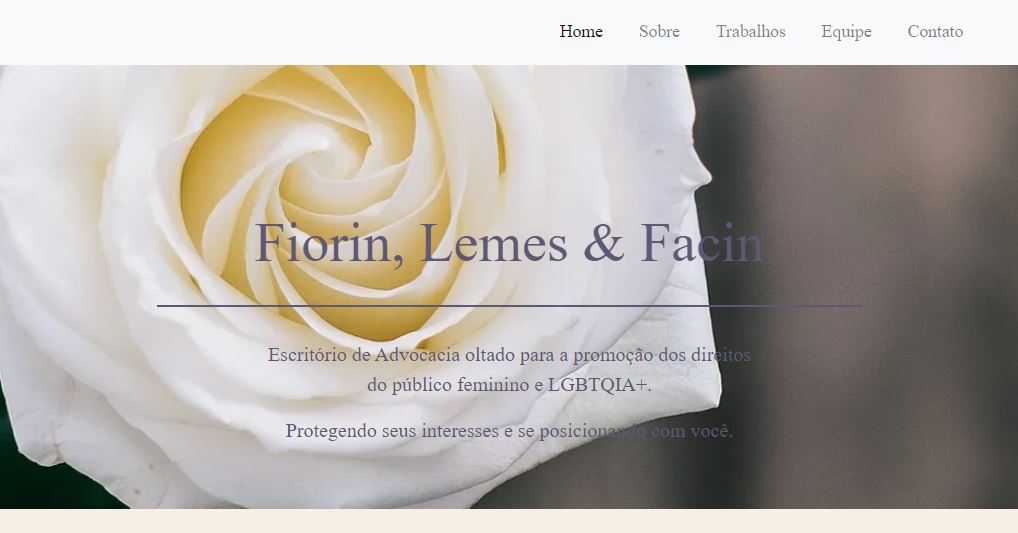 Home Sobre Trabalhos Equipe Contato
Fiorin, Lemes & Facin
Escritório de Advocacia oltado para a promoção dos direitos
do público feminino e LGBTQIA+.
Protegendo seus interesses e se posicionando com você.